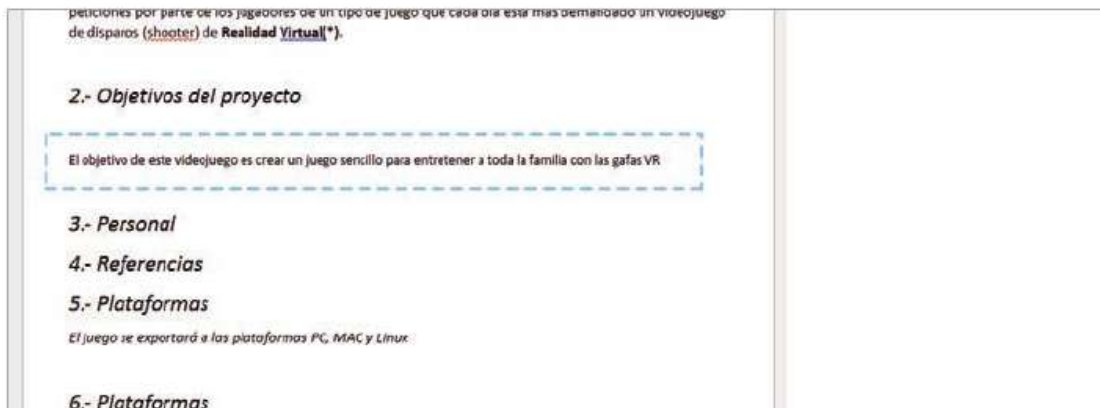 peticiones por parte de los jugadores de un tipo de juego que cada día está más demandado un videojuego
de disparos (shooter) de Realidad Virtual(*).
2.- Objetivos del proyecto
El objetivo de este videojuego es crear un juego sencillo para entretener a toda la familia con las gafas VR
3.- Personal
4.- Referencias
5.- Plataformas
El juego se exportará a las plataformas PC, MAC y Linux
6.- Plataformas